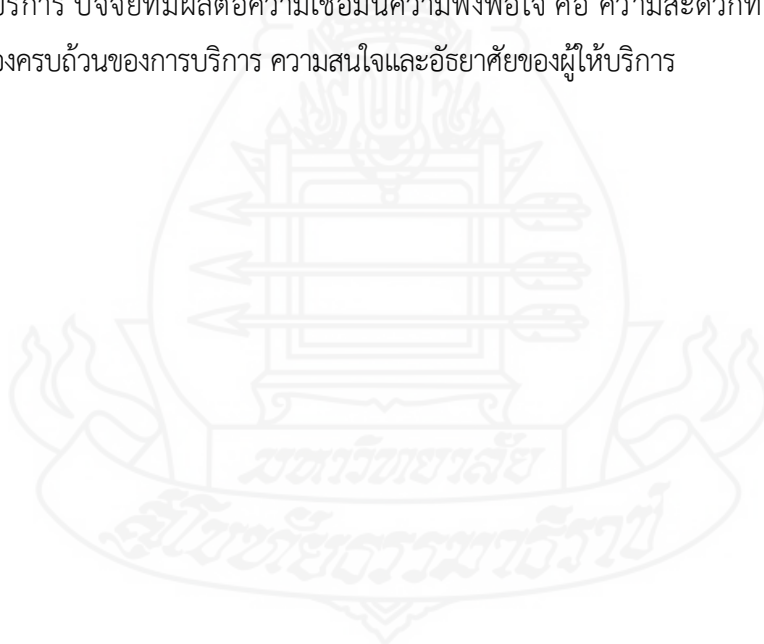 บริการ ปัจจัยที่มีผลต่อความเชื่อมั่นความพึงพอใจ คือ ความสะดวกที่
ครบถ้วนของการบริการ ความสนใจและอัธยาศัยของผู้ให้บริการ
มหาวิทยาลัย
สุโขทัยธรรมาธิราช